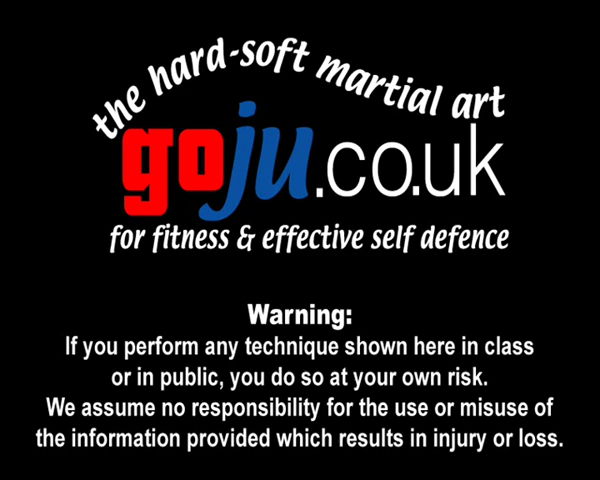 the hard-soft martial art
goju.co.uk
for fitness & effective self defence
Warning:
If you perform any technique shown here in class
or in public, you do so at your own risk.
We assume no responsibility for the use or misuse of
the information provided which results in injury or loss.